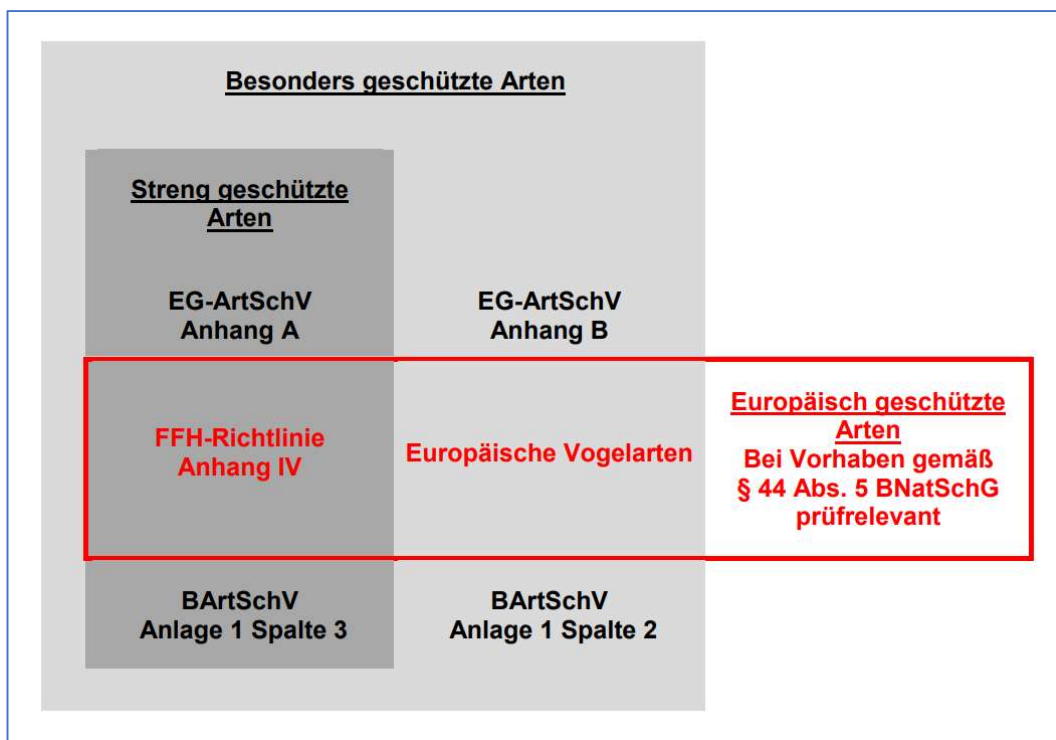 Besonders geschützte Arten
Streng geschützte
Arten
EG-ArtSchV
Anhang A
EG-ArtSchV
Anhang B
FFH-Richtlinie
Anhang IV
Europäische Vogelarten
Europäisch geschützte
Arten
Bei Vorhaben gemäß
§ 44 Abs. 5 BNatSchG
prüfrelevant
BArtSchV
Anlage 1 Spalte 3
BArtSchV
Anlage 1 Spalte 2